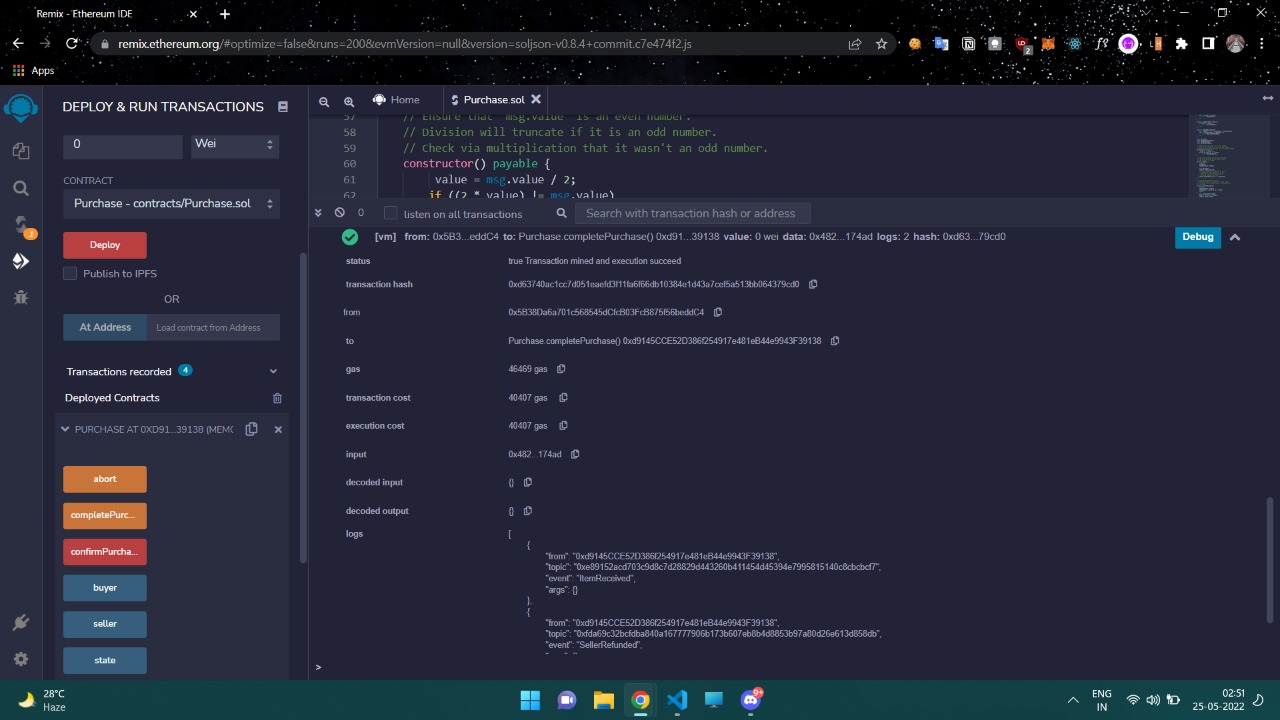 Remix - Ethereum IDE
remix.ethereum.org/#optimize=false&runs=200&evmVersion=null&version=soljson-v0.8.4+commit.c7e474f2.js
Apps
DEPLOY & RUN TRANSACTIONS
0 Wei
CONTRACT
Purchase - contracts/Purchase.sol
Deploy
Publish to IPFS
OR
At Address Load contract from Address
Transactions recorded 4
Deployed Contracts
PURCHASE AT 0XD91...39138 (MEMO
abort
completePurc...
confirmPurcha...
buyer
seller
state
1
2
Home Purchase.sol
57 // Ensure that `msg.value` is an even number.
58 // Division will truncate if it is an odd number.
59 // Check via multiplication that it wasn't an odd number.
60 constructor() payable {
61 value = msg.value / 2;
62 if ((2 * value) != msg.value)
0 listen on all transactions Search with transaction hash or address
[vm] from: 0x5B3...eddC4 to: Purchase.completePurchase() 0xd91...39138 value: 0 wei data: 0x482...174ad logs: 2 hash: 0xd63...79cd0 Debug
status true Transaction mined and execution succeed
transaction hash 0xd63740ac1cc7d051eaefd3f11fa6f66db10384e1d43a7cef5a513bb064379cd0
from 0x5B38Da6a701c568545dCfcB03FcB875f56beddC4
to Purchase.completePurchase() 0xd9145CCE52D386f254917e481eB44e9943F39138
gas 46469 gas
transaction cost 40407 gas
execution cost 40407 gas
input 0x482...174ad
decoded input {}
decoded output {}
logs [
{
"from": "0xd9145CCE52D386f254917e481eB44e9943F39138",
"topic": "0xe89152acd703c9d8c7d28829d443260b411454d45394e7995815140c8cbcbcf7",
"event": "ItemReceived",
"args": {}
},
{
"from": "0xd9145CCE52D386f254917e481eB44e9943F39138",
"topic": "0xfda69c32bcfdba840a167777906b173b607eb8b4d8853b97a80d26e613d858db",
"event": "SellerRefunded",
>
28°C
Haze
9+
ENG
IN
02:51
25-05-2022